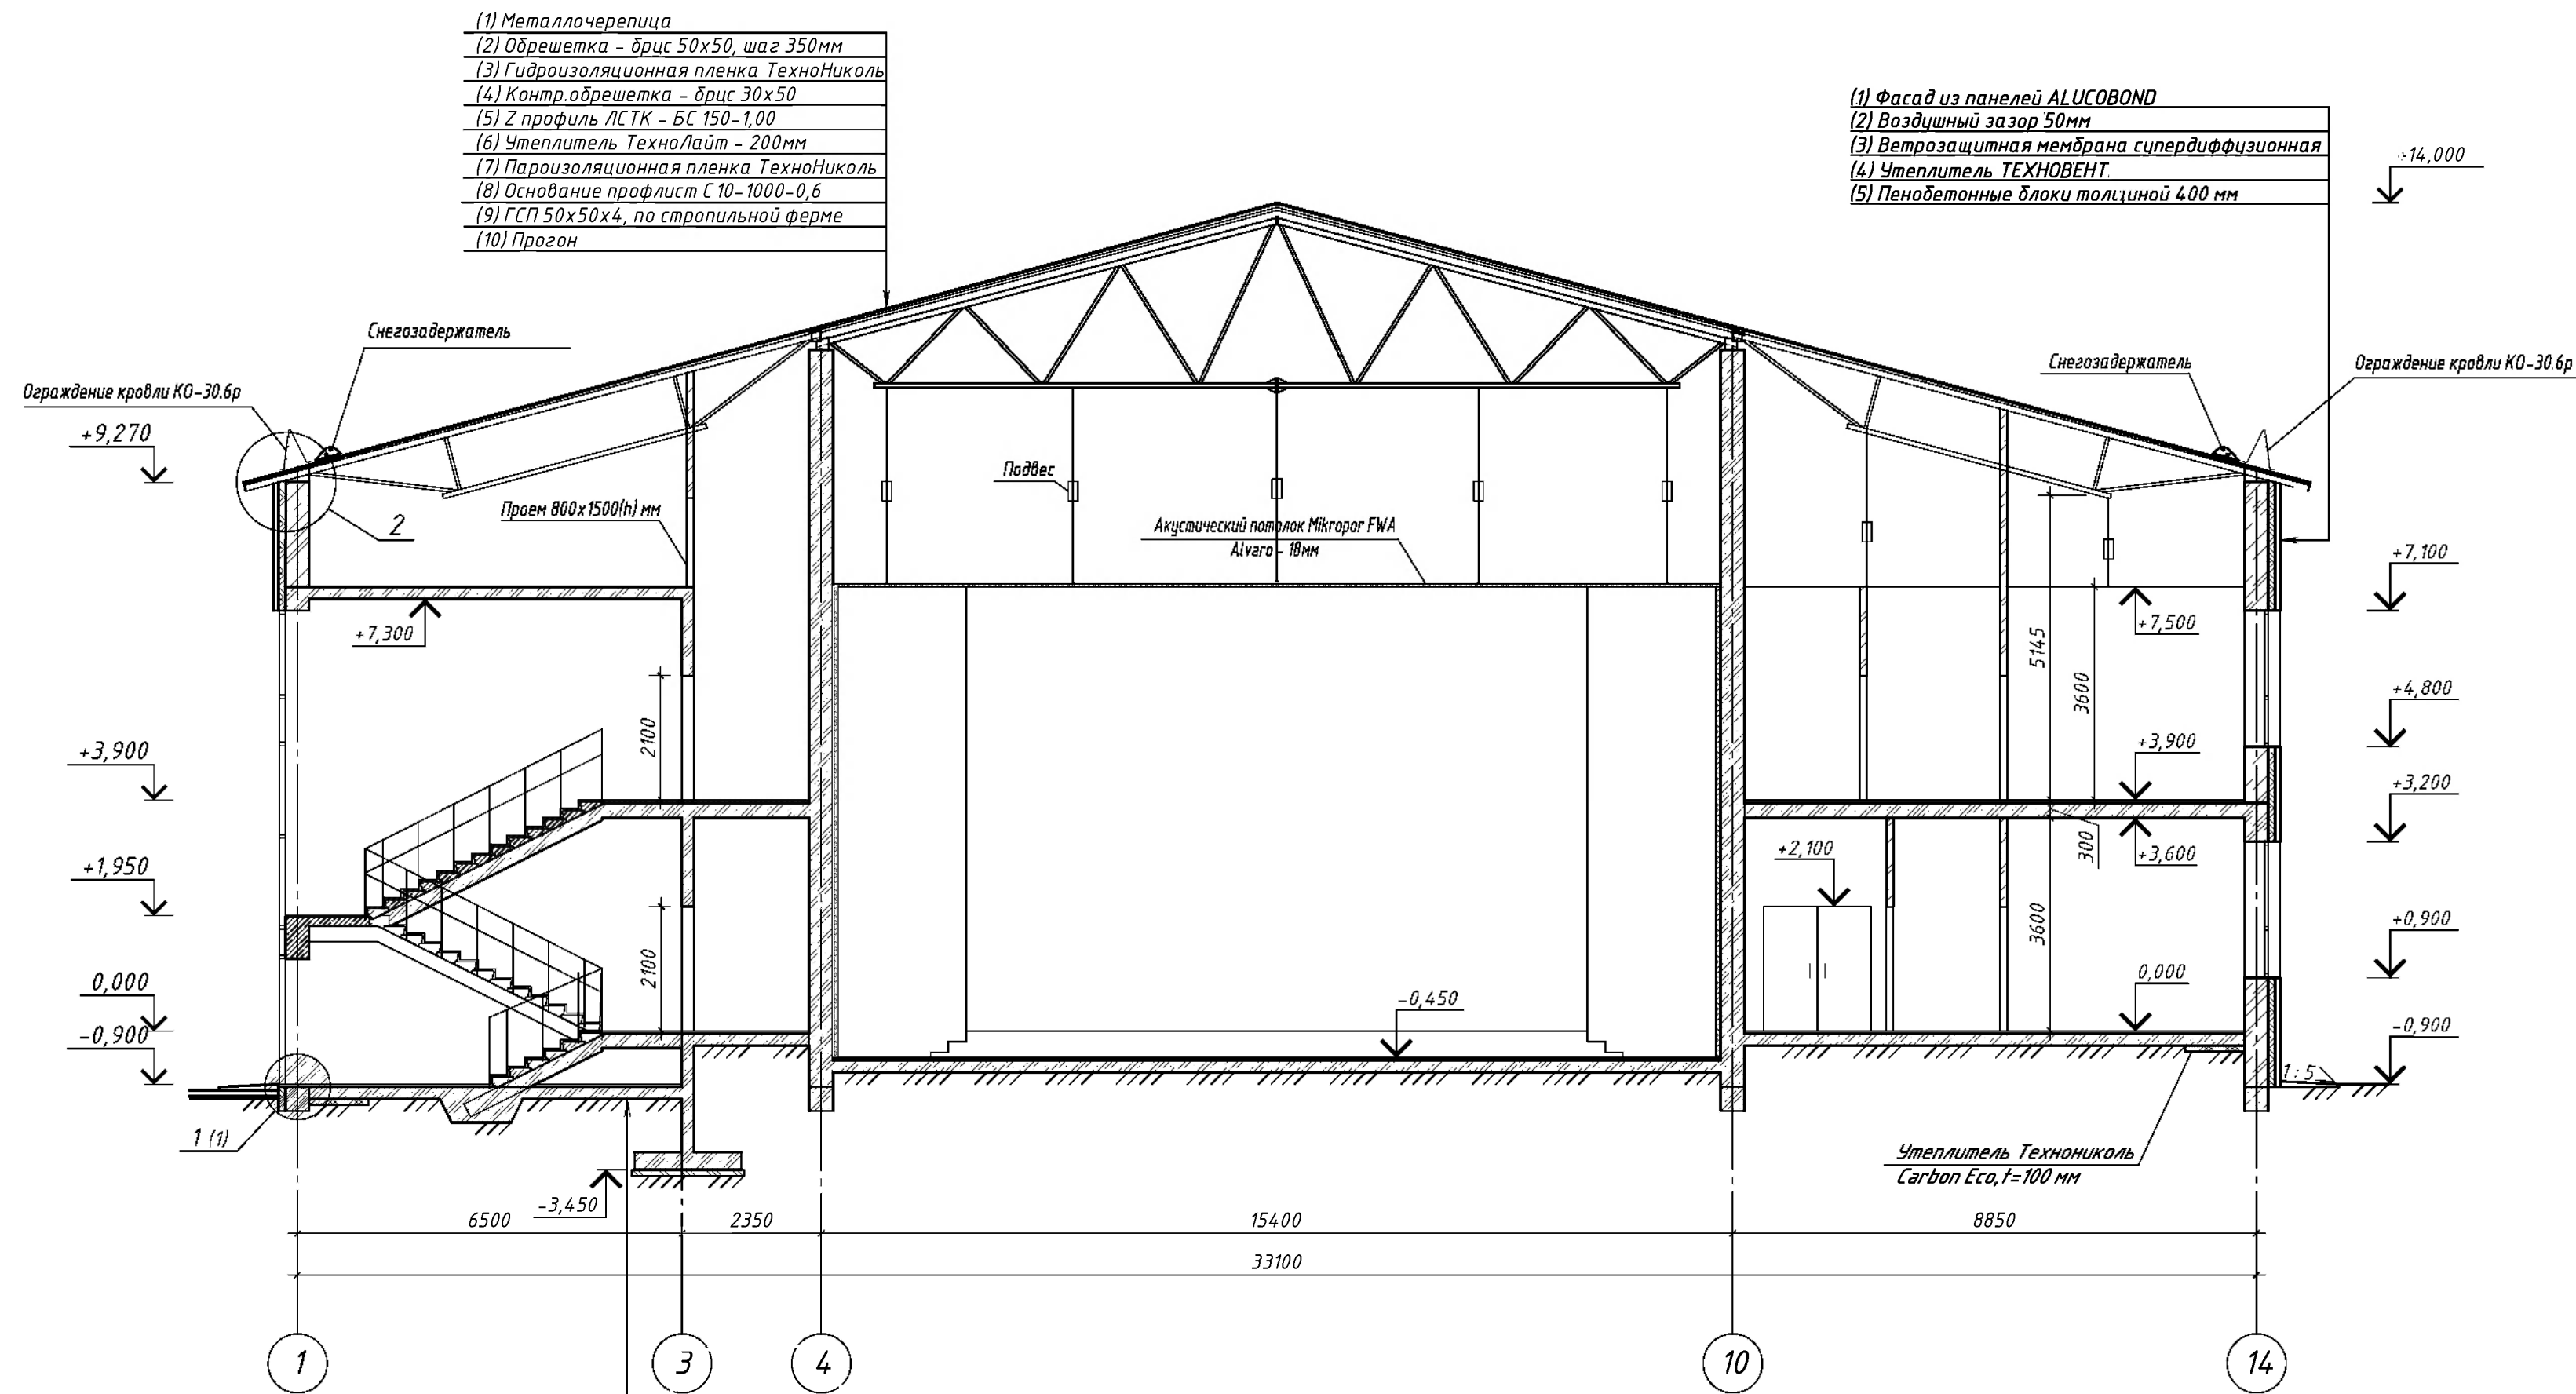 (1) Металлочерепица
(2) Обрешетка - брус 50х50, шаг 350мм
(3) Гидроизоляционная пленка ТехноНиколь
(4) Контр.обрешетка - брус 30х50
(5) Z профиль ЛСТК - БС 150-1,00
(6) Утеплитель ТехноЛайт - 200мм
(7) Пароизоляционная пленка ТехноНиколь
(8) Основание профлист С10-1000-0,6
(9) ГСП 50х50х4, по стропильной ферме
(10) Прогон
(1) Фасад из панелей ALUCOBOND
(2) Воздушный зазор 50мм
(3) Ветрозащитная мембрана супердиффузионная
(4) Утеплитель ТЕХНОВЕНТ
(5) Пенобетонные блоки толщиной 400 мм
+14,000
Снегозадержатель
Снегозадержатель
Ограждение кровли КО-30.6р
Ограждение кровли КО-30.6р
+9,270
Подвес
Проем 800х1500(h) мм
2
Акустический потолок Mikropor FWA
Alvaro - 18мм
+7,100
+7,300
+7,500
5145
3600
+4,800
2100
+3,900
+3,900
+3,200
300
+3,600
+2,100
+1,950
3600
+0,900
2100
0,000
0,000
-0,450
-0,900
-0,900
1:5
1 (1)
Утеплитель Технониколь
Carbon Eco, t=100 мм
-3,450
6500
2350
15400
8850
33100
1
3
4
10
14